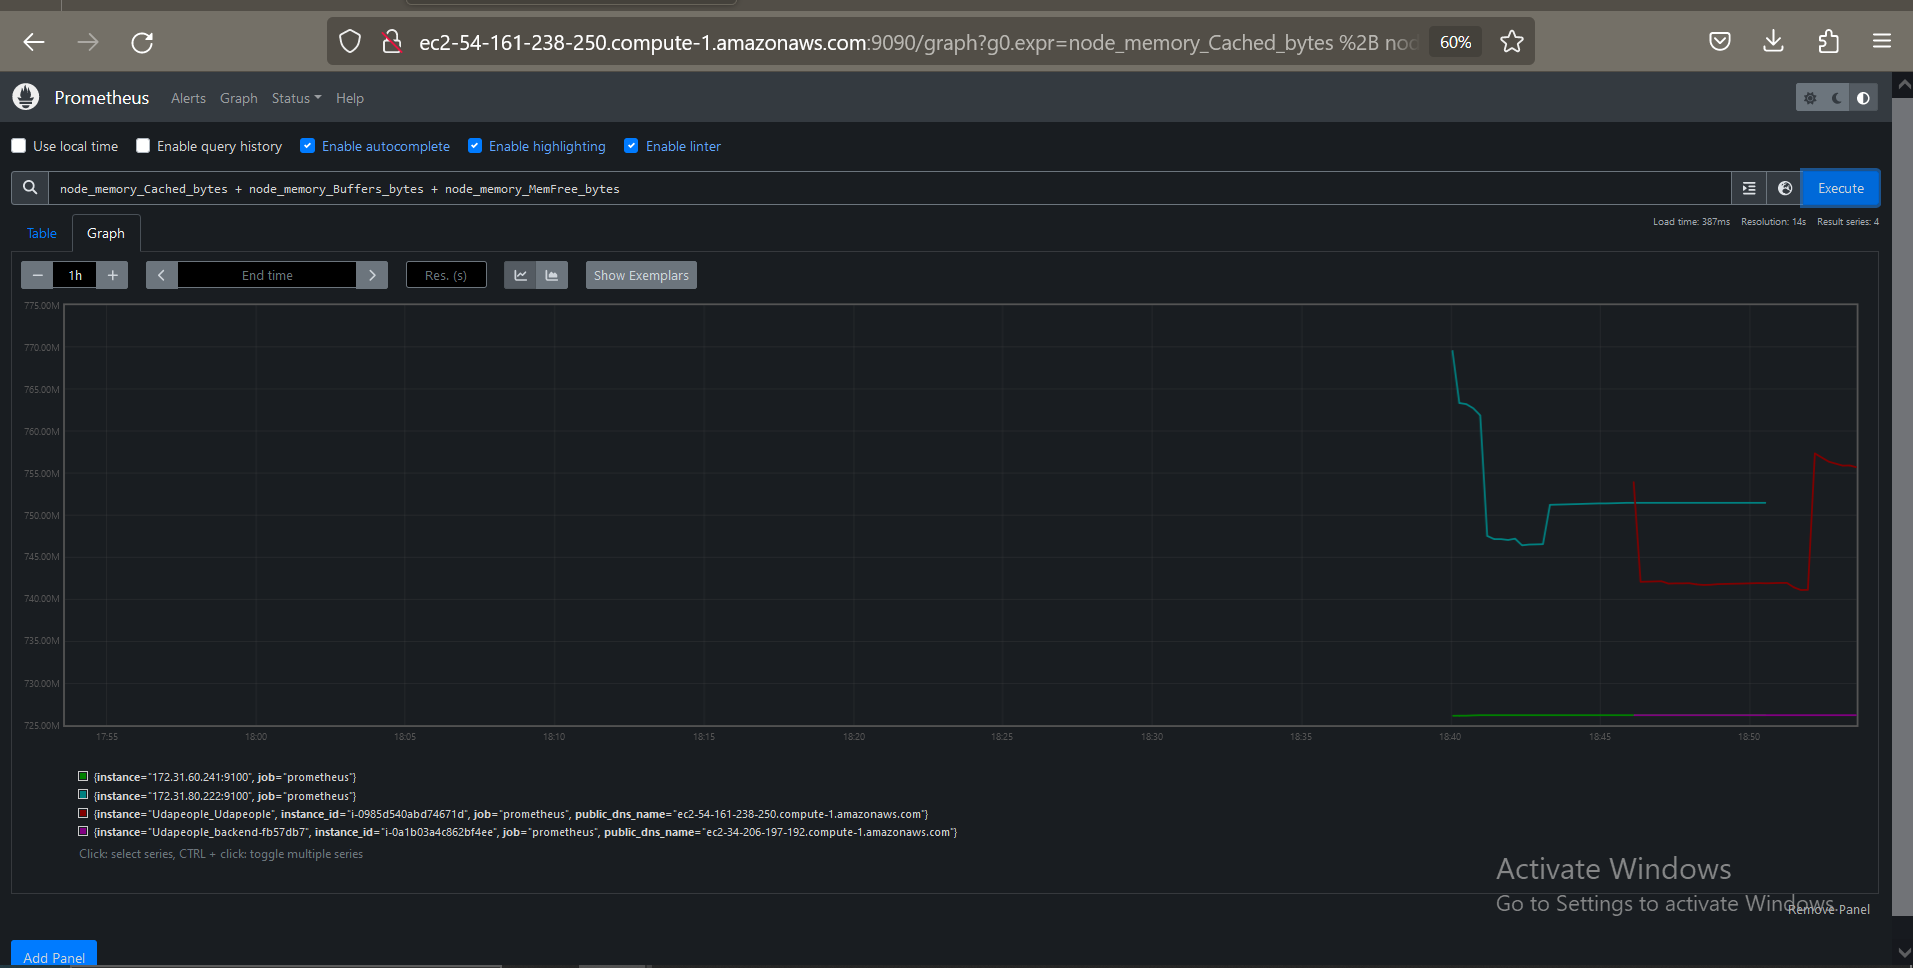 ec2-54-161-238-250.compute-1.amazonaws.com:9090/graph?g0.expr=node_memory_Cached_bytes %2B nod 60%
Prometheus Alerts Graph Status Help
Use local time Enable query history Enable autocomplete Enable highlighting Enable linter
node_memory_Cached_bytes + node_memory_Buffers_bytes + node_memory_MemFree_bytes Execute
Load time: 387ms Resolution: 14s Result series: 4
Table Graph
− 1h + End time Res. (s) Show Exemplars
775.00M
770.00M
765.00M
760.00M
755.00M
750.00M
745.00M
740.00M
735.00M
730.00M
725.00M
17:55 18:00 18:05 18:10 18:15 18:20 18:25 18:30 18:35 18:40 18:45 18:50
{instance="172.31.60.241:9100", job="prometheus"}
{instance="172.31.80.222:9100", job="prometheus"}
{instance="Udapeople_Udapeople", instance_id="i-0985d540abd74671d", job="prometheus", public_dns_name="ec2-54-161-238-250.compute-1.amazonaws.com"}
{instance="Udapeople_backend-fb57db7", instance_id="i-0a1b03a4c862bf4ee", job="prometheus", public_dns_name="ec2-34-206-197-192.compute-1.amazonaws.com"}
Click: select series, CTRL + click: toggle multiple series
Activate Windows
Go to Settings to activate Windows.
Remove Panel
Add Panel